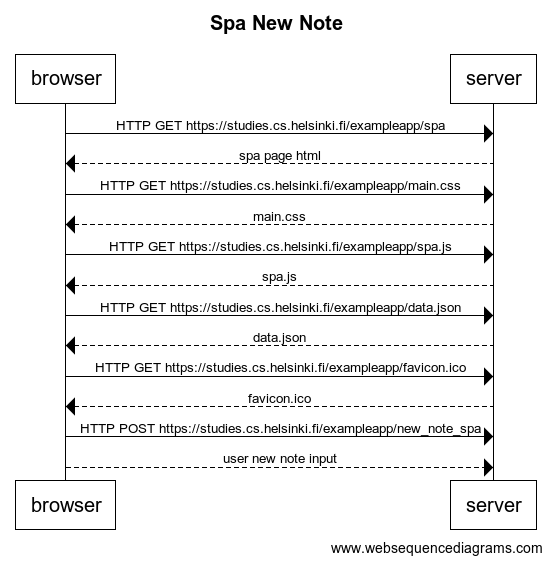 Spa New Note
browser server
HTTP GET https://studies.cs.helsinki.fi/exampleapp/spa
spa page html
HTTP GET https://studies.cs.helsinki.fi/exampleapp/main.css
main.css
HTTP GET https://studies.cs.helsinki.fi/exampleapp/spa.js
spa.js
HTTP GET https://studies.cs.helsinki.fi/exampleapp/data.json
data.json
HTTP GET https://studies.cs.helsinki.fi/exampleapp/favicon.ico
favicon.ico
HTTP POST https://studies.cs.helsinki.fi/exampleapp/new_note_spa
user new note input
browser server
www.websequencediagrams.com